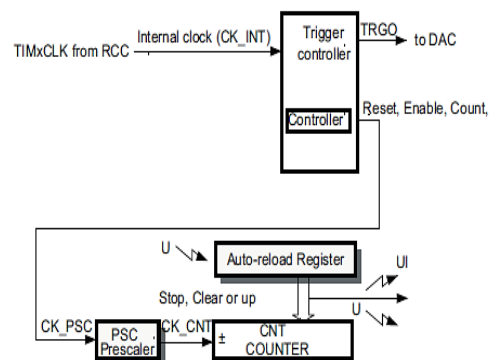 TIMxCLK from RCC
Internal clock (CK_INT)
Trigger
controller
TRGO
to DAC
Controller
Reset, Enable, Count,
U
Auto-reload Register
UI
Stop, Clear or up
U
CK_PSC
PSC
Prescaler
CK_CNT
±
CNT
COUNTER